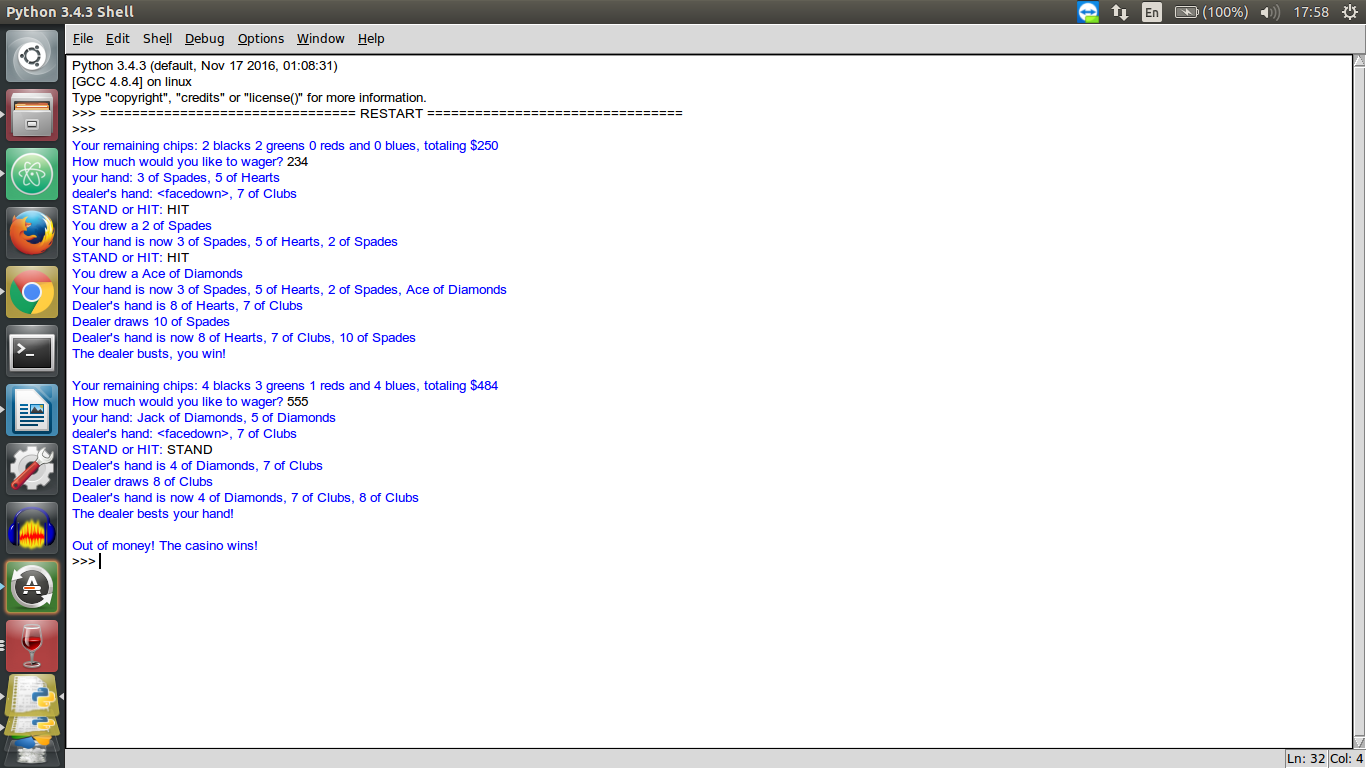 Python 3.4.3 Shell
En (100%) 17:58
File Edit Shell Debug Options Window Help
Python 3.4.3 (default, Nov 17 2016, 01:08:31)
[GCC 4.8.4] on linux
Type "copyright", "credits" or "license()" for more information.
>>> ================================ RESTART ================================
>>>
Your remaining chips: 2 blacks 2 greens 0 reds and 0 blues, totaling $250
How much would you like to wager? 234
your hand: 3 of Spades, 5 of Hearts
dealer's hand: <facedown>, 7 of Clubs
STAND or HIT: HIT
You drew a 2 of Spades
Your hand is now 3 of Spades, 5 of Hearts, 2 of Spades
STAND or HIT: HIT
You drew a Ace of Diamonds
Your hand is now 3 of Spades, 5 of Hearts, 2 of Spades, Ace of Diamonds
Dealer's hand is 8 of Hearts, 7 of Clubs
Dealer draws 10 of Spades
Dealer's hand is now 8 of Hearts, 7 of Clubs, 10 of Spades
The dealer busts, you win!
Your remaining chips: 4 blacks 3 greens 1 reds and 4 blues, totaling $484
How much would you like to wager? 555
your hand: Jack of Diamonds, 5 of Diamonds
dealer's hand: <facedown>, 7 of Clubs
STAND or HIT: STAND
Dealer's hand is 4 of Diamonds, 7 of Clubs
Dealer draws 8 of Clubs
Dealer's hand is now 4 of Diamonds, 7 of Clubs, 8 of Clubs
The dealer bests your hand!
Out of money! The casino wins!
>>>
Ln: 32 Col: 4